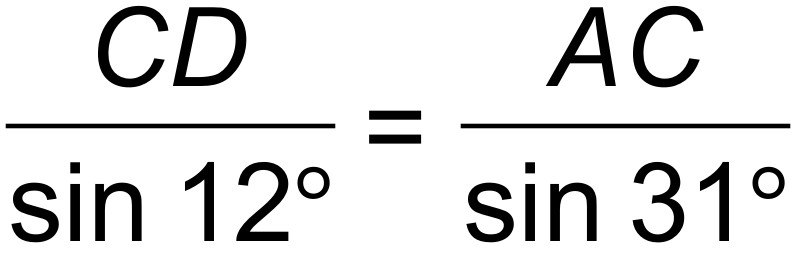 CD / sin 12° = AC / sin 31°